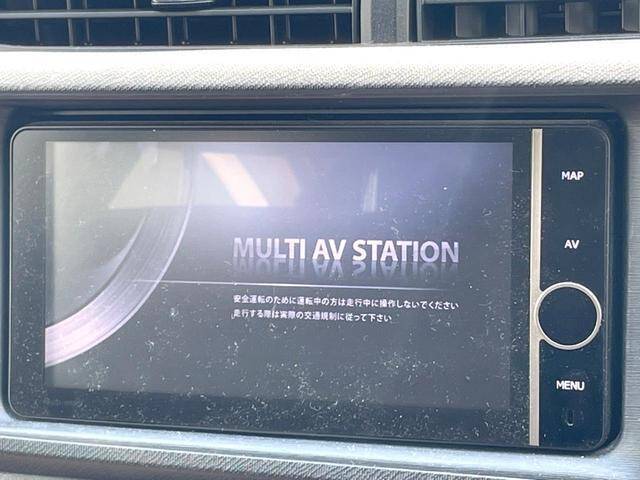 MAP
AV
MULTI AV STATION
安全運転のために運転中の方は走行中に操作しないでください
走行する際は実際の交通規制に従って下さい
MENU